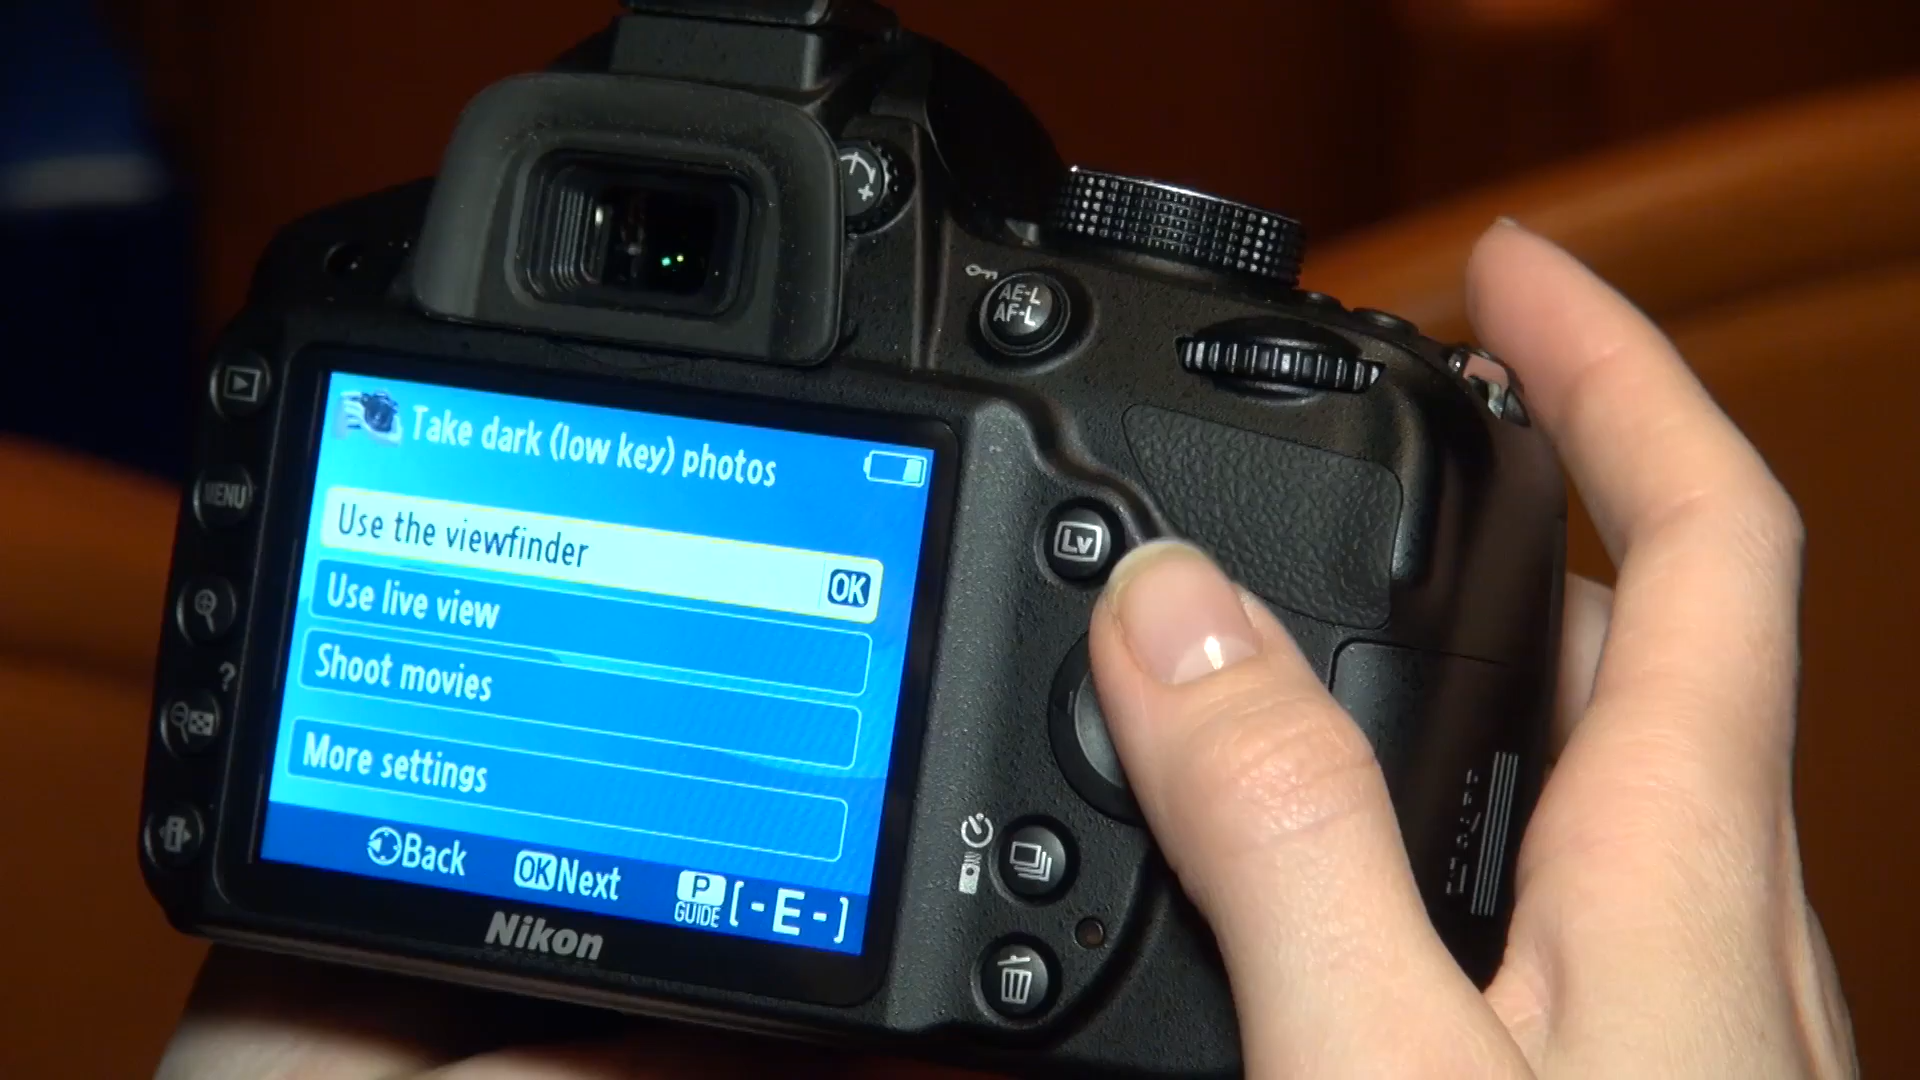 AE-L
AF-L
MENU
Take dark (low key) photos
Use the viewfinder OK
Use live view
Shoot movies
More settings
Back OK Next P GUIDE [-E-]
Lv
?
Nikon